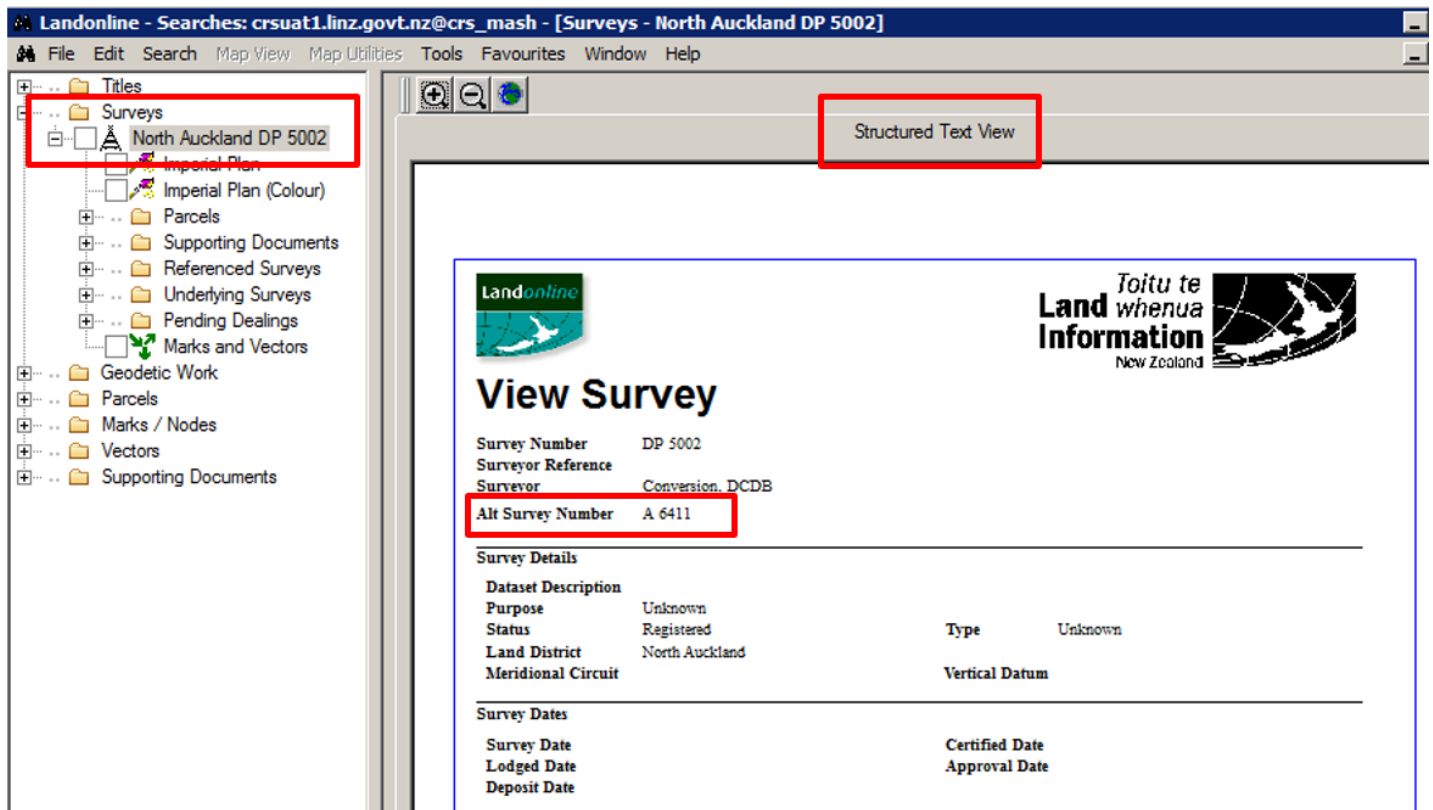 Landonline - Searches: crsuat1.linz.govt.nz@crs_mash - [Surveys - North Auckland DP 5002]
File Edit Search Map View Map Utilities Tools Favourites Window Help
Titles
Surveys
North Auckland DP 5002
Imperial Plan
Imperial Plan (Colour)
Parcels
Supporting Documents
Referenced Surveys
Underlying Surveys
Pending Dealings
Marks and Vectors
Geodetic Work
Parcels
Marks / Nodes
Vectors
Supporting Documents
Structured Text View
Landonline
Toitu te
Land whenua
Information
New Zealand
View Survey
Survey Number DP 5002
Surveyor Reference
Surveyor Conversion, DCDB
Alt Survey Number A 6411
Survey Details
Dataset Description
Purpose Unknown
Status Registered Type Unknown
Land District North Auckland
Meridional Circuit Vertical Datum
Survey Dates
Survey Date Certified Date
Lodged Date Approval Date
Deposit Date